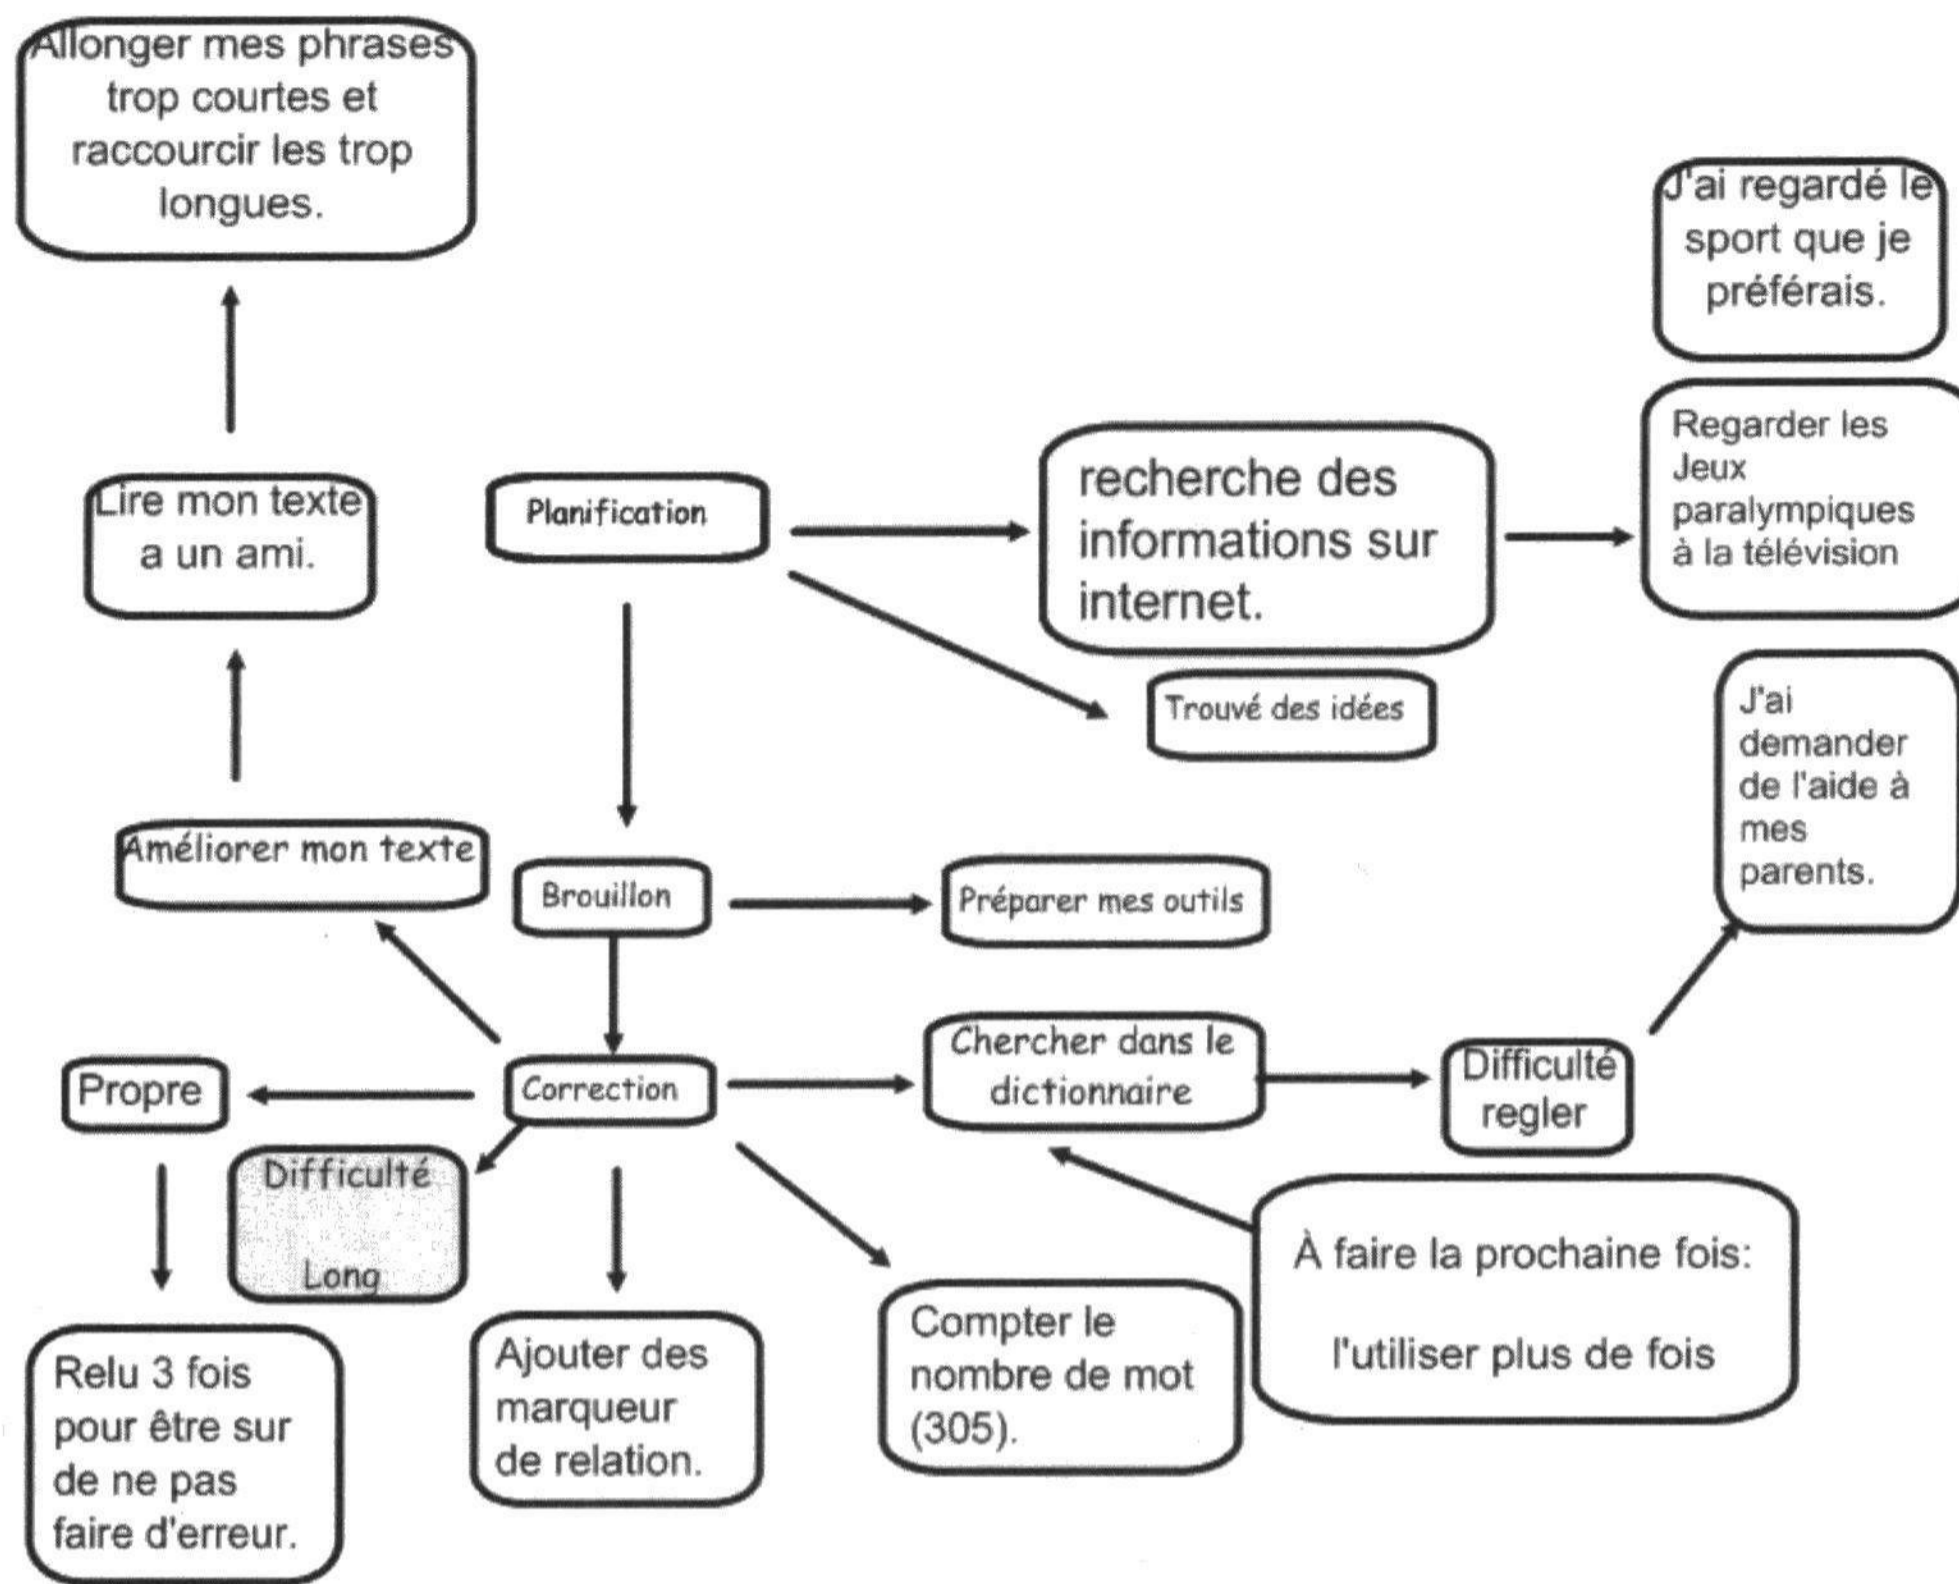 Allonger mes phrases
trop courtes et
raccourcir les trop
longues.
J'ai regardé le
sport que je
préférais.
Lire mon texte
a un ami.
Planification
recherche des
informations sur
internet.
Regarder les
Jeux
paralympiques
à la télévision
Trouvé des idées
J'ai
demander
de l'aide à
mes
parents.
Améliorer mon texte
Brouillon
Préparer mes outils
Propre
Correction
Chercher dans le
dictionnaire
Difficulté
regler
Difficulté
Long
À faire la prochaine fois:
l'utiliser plus de fois
Relu 3 fois
pour être sur
de ne pas
faire d'erreur.
Ajouter des
marqueur
de relation.
Compter le
nombre de mot
(305).